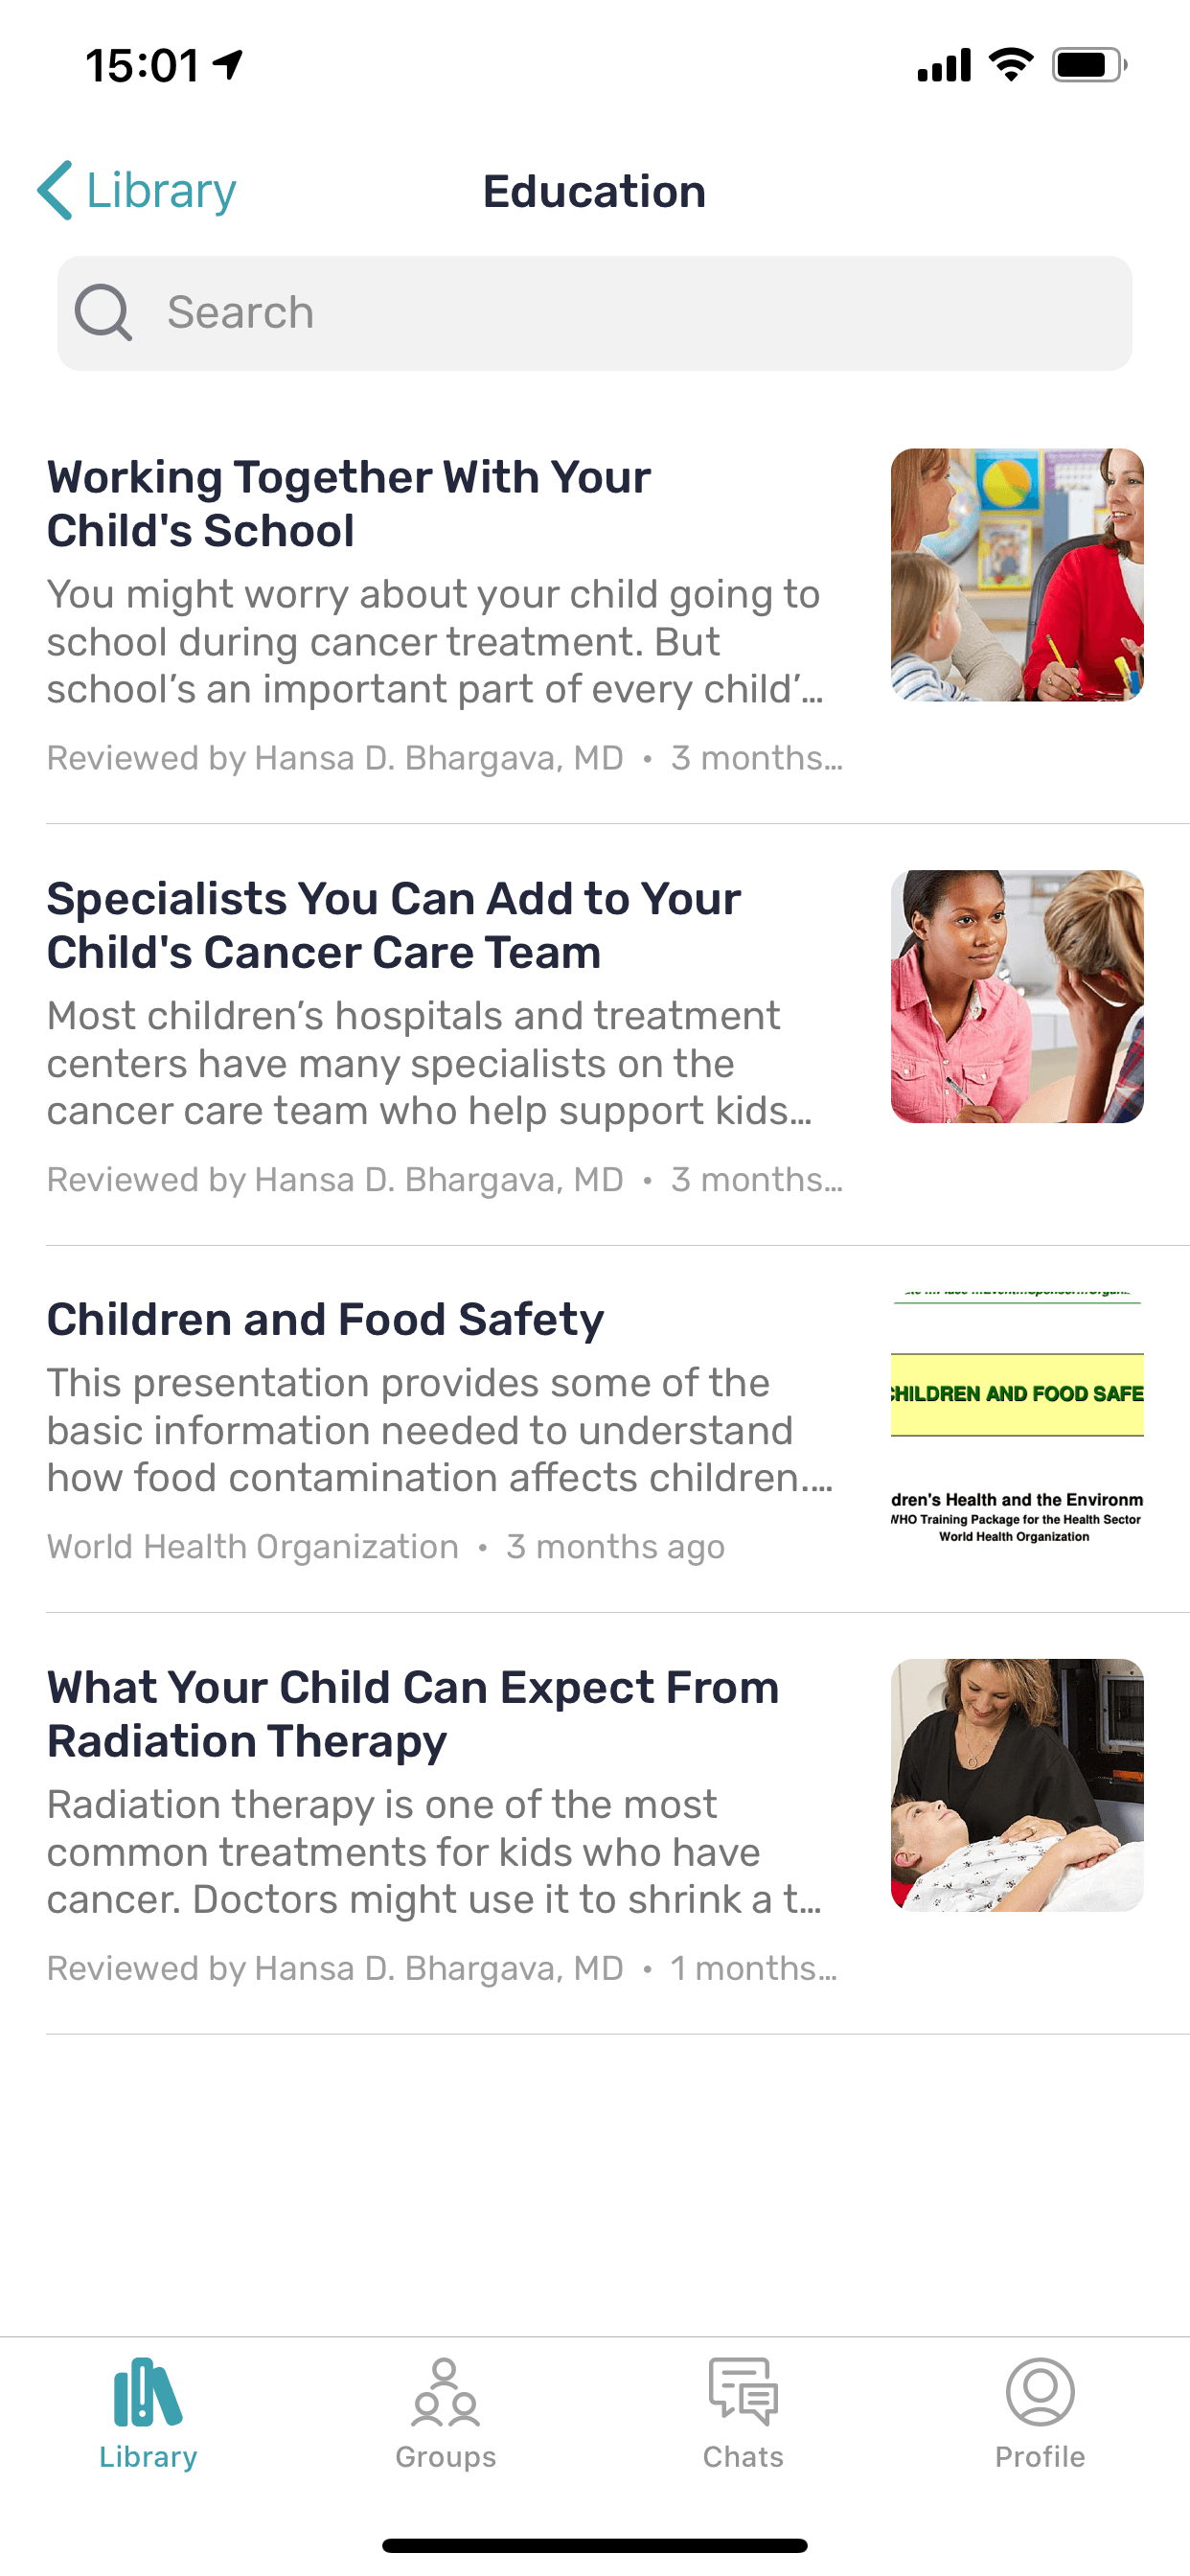 15:01
Library
Education
Search
Working Together With Your
Child's School
You might worry about your child going to
school during cancer treatment. But
school’s an important part of every child’...
Reviewed by Hansa D. Bhargava, MD • 3 months...
Specialists You Can Add to Your
Child's Cancer Care Team
Most children’s hospitals and treatment
centers have many specialists on the
cancer care team who help support kids...
Reviewed by Hansa D. Bhargava, MD • 3 months...
Children and Food Safety
This presentation provides some of the
basic information needed to understand
how food contamination affects children....
World Health Organization • 3 months ago
HILDREN AND FOOD SAFE
dren's Health and the Environm
WHO Training Package for the Health Sector
World Health Organization
What Your Child Can Expect From
Radiation Therapy
Radiation therapy is one of the most
common treatments for kids who have
cancer. Doctors might use it to shrink a t...
Reviewed by Hansa D. Bhargava, MD • 1 months...
Library
Groups
Chats
Profile